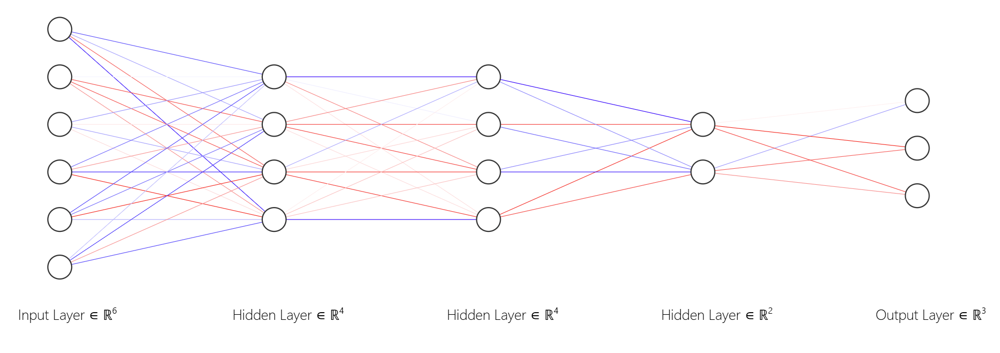 Input Layer ∈ ℝ⁶
Hidden Layer ∈ ℝ⁴
Hidden Layer ∈ ℝ⁴
Hidden Layer ∈ ℝ²
Output Layer ∈ ℝ³